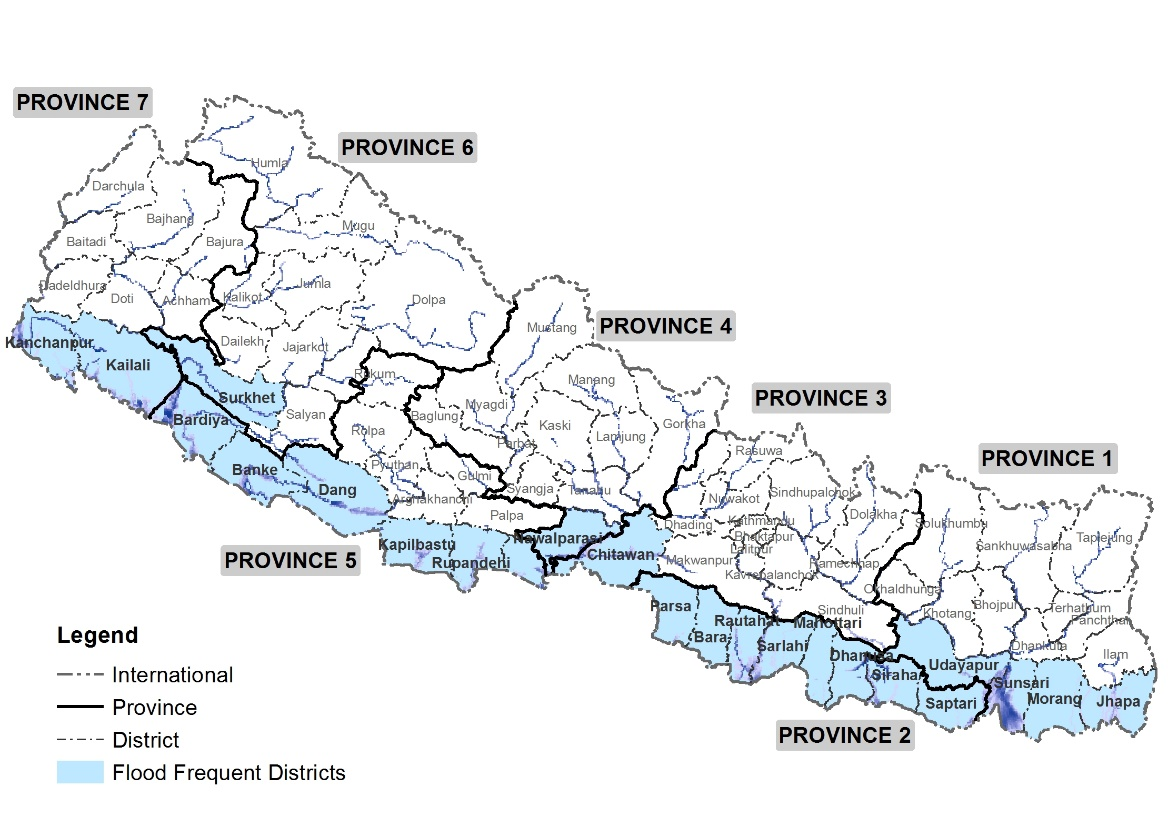 PROVINCE 7
PROVINCE 6
Humla
Darchula
Bajhang
Mugu
Baitadi
Bajura
Dadeldhura
Doti
Achham
Kalikot
Jumla
Dolpa
Mustang
PROVINCE 4
Kanchanpur
Kailali
Dailekh
Jajarkot
Rukum
Manang
Surkhet
Salyan
Bardiya
Myagdi
Baglung
Kaski
Lamjung
Gorkha
PROVINCE 3
Rolpa
Parbat
Rasuwa
Banke
Dang
Pyuthan
Gulmi
Syangja
Tanahu
Arghakhanchi
Palpa
Nuwakot
Sindhupalchok
Dolakha
PROVINCE 1
Dhading
Kathmandu
Bhaktapur
Lalitpur
Solukhumbu
Sankhuwasabha
Taplejung
PROVINCE 5
Kapilbastu
Rupandehi
Nawalparasi
Chitawan
Makwanpur
Kavrepalanchok
Ramechhap
Okhaldhunga
Khotang
Bhojpur
Terhathum
Panchthar
Parsa
Bara
Rautahat
Sarlahi
Mahottari
Sindhuli
Dhanusa
Siraha
Udayapur
Saptari
Dhankuta
Ilam
Sunsari
Morang
Jhapa
PROVINCE 2
Legend
International
Province
District
Flood Frequent Districts